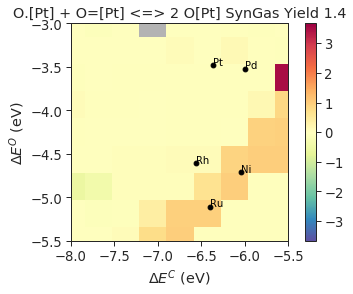 O.[Pt] + O=[Pt] <=> 2 O[Pt] SynGas Yield 1.4
−3.0
−3.5
−4.0
−4.5
−5.0
−5.5
ΔE^O (eV)
Pt
Pd
Rh
Ni
Ru
−8.0 −7.5 −7.0 −6.5 −6.0 −5.5
ΔE^C (eV)
3
2
1
0
−1
−2
−3